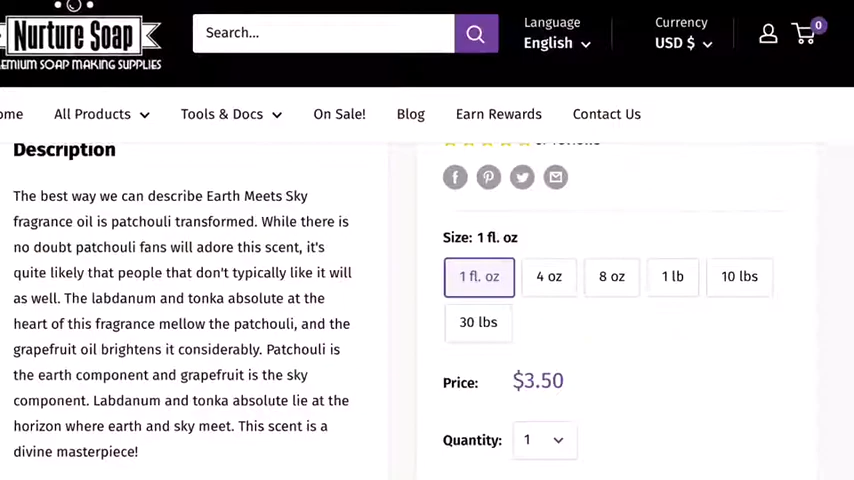 Nurture Soap
EMIUM SOAP MAKING SUPPLIES
Search...
Language
English
Currency
USD $
0
ome
All Products
Tools & Docs
On Sale!
Blog
Earn Rewards
Contact Us
Description
The best way we can describe Earth Meets Sky
fragrance oil is patchouli transformed. While there is
no doubt patchouli fans will adore this scent, it's
quite likely that people that don't typically like it will
as well. The labdanum and tonka absolute at the
heart of this fragrance mellow the patchouli, and the
grapefruit oil brightens it considerably. Patchouli is
the earth component and grapefruit is the sky
component. Labdanum and tonka absolute lie at the
horizon where earth and sky meet. This scent is a
divine masterpiece!
reviews
Size: 1 fl. oz
1 fl. oz
4 oz
8 oz
1 lb
10 lbs
30 lbs
Price:
$3.50
Quantity:
1